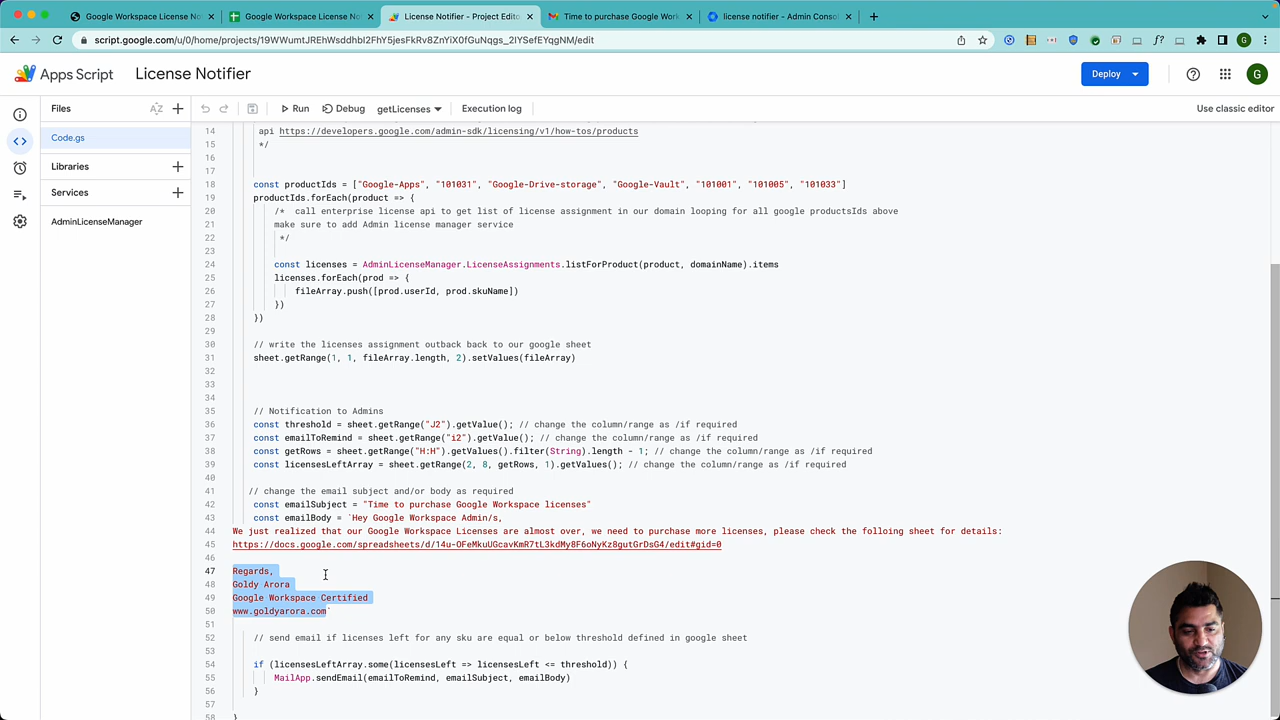 Google Workspace License No
Google Workspace License No
License Notifier - Project Edito
Time to purchase Google Work
license notifier - Admin Conso
script.google.com/u/0/home/projects/19WWumtJREhWsddhbl2FhY5jesFkRv8ZnYiX0fGuNqgs_2IYSefEYqgNM/edit
G
Apps Script
License Notifier
Deploy
G
Files
Run
Debug
getLicenses
Execution log
Use classic editor
Code.gs
Libraries
Services
AdminLicenseManager
14 api https://developers.google.com/admin-sdk/licensing/v1/how-tos/products
15 */
16
17
18 const productIds = ["Google-Apps", "101031", "Google-Drive-storage", "Google-Vault", "101001", "101005", "101033"]
19 productIds.forEach(product => {
20 /* call enterprise license api to get list of license assignment in our domain looping for all google productsIds above
21 make sure to add Admin license manager service
22 */
23
24 const licenses = AdminLicenseManager.LicenseAssignments.listForProduct(product, domainName).items
25 licenses.forEach(prod => {
26 fileArray.push([prod.userId, prod.skuName])
27 })
28 })
29
30 // write the licenses assignment outback back to our google sheet
31 sheet.getRange(1, 1, fileArray.length, 2).setValues(fileArray)
32
33
34
35 // Notification to Admins
36 const threshold = sheet.getRange("J2").getValue(); // change the column/range as /if required
37 const emailToRemind = sheet.getRange("i2").getValue(); // change the column/range as /if required
38 const getRows = sheet.getRange("H:H").getValues().filter(String).length - 1; // change the column/range as /if required
39 const licensesLeftArray = sheet.getRange(2, 8, getRows, 1).getValues(); // change the column/range as /if required
40
41 // change the email subject and/or body as required
42 const emailSubject = "Time to purchase Google Workspace licenses"
43 const emailBody = `Hey Google Workspace Admin/s,
44 We just realized that our Google Workspace Licenses are almost over, we need to purchase more licenses, please check the folloing sheet for details:
45 https://docs.google.com/spreadsheets/d/14u-OFeMkuUGcavKmR7tL3kdMy8F6oNyKz8gutGrDsG4/edit#gid=0
46
47 Regards,
48 Goldy Arora
49 Google Workspace Certified
50 www.goldyarora.com`
51
52 // send email if licenses left for any sku are equal or below threshold defined in google sheet
53
54 if (licensesLeftArray.some(licensesLeft => licensesLeft <= threshold)) {
55 MailApp.sendEmail(emailToRemind, emailSubject, emailBody)
56 }
57
58 }